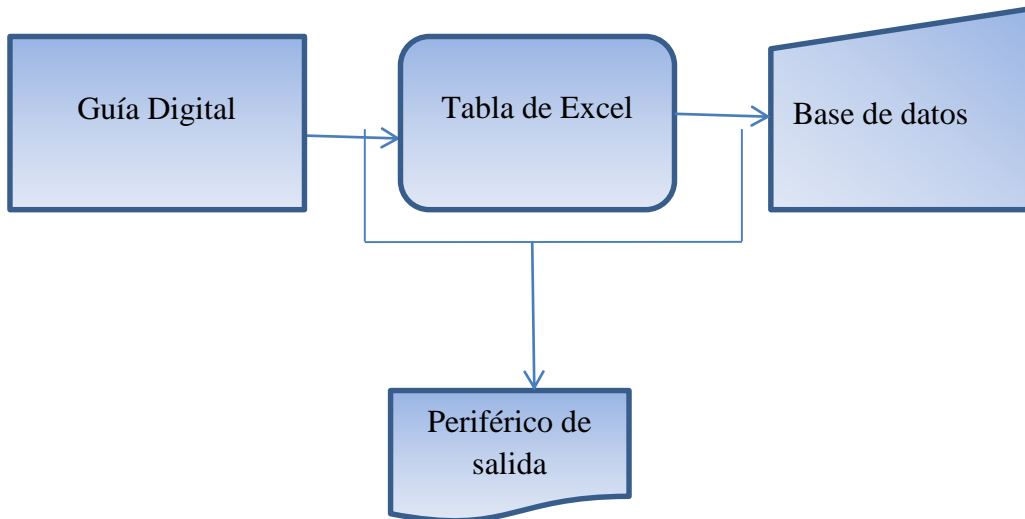 Guía Digital
Tabla de Excel
Base de datos
Periférico de
salida